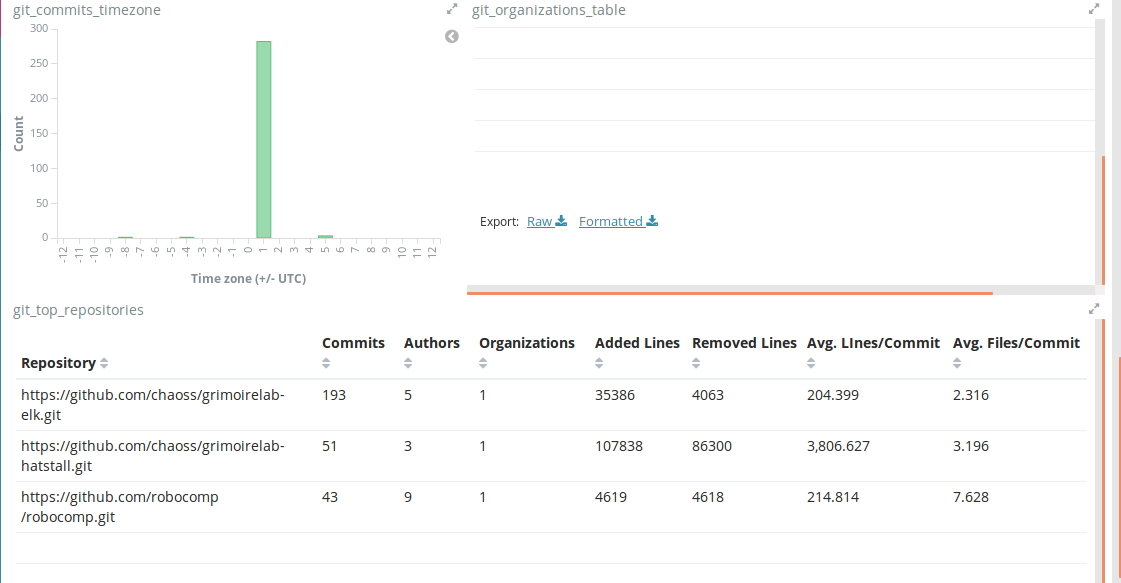 git_commits_timezone
300
250
200
150
100
50
0
Count
-12 -11 -10 -9 -8 -7 -6 -5 -4 -3 -2 -1 0 1 2 3 4 5 6 7 8 9 10 11 12
Time zone (+/- UTC)
git_organizations_table
Export: Raw Formatted
git_top_repositories
Repository Commits Authors Organizations Added Lines Removed Lines Avg. LInes/Commit Avg. Files/Commit
https://github.com/chaoss/grimoirelab- 193 5 1 35386 4063 204.399 2.316
elk.git
https://github.com/chaoss/grimoirelab- 51 3 1 107838 86300 3,806.627 3.196
hatstall.git
https://github.com/robocomp 43 9 1 4619 4618 214.814 7.628
/robocomp.git